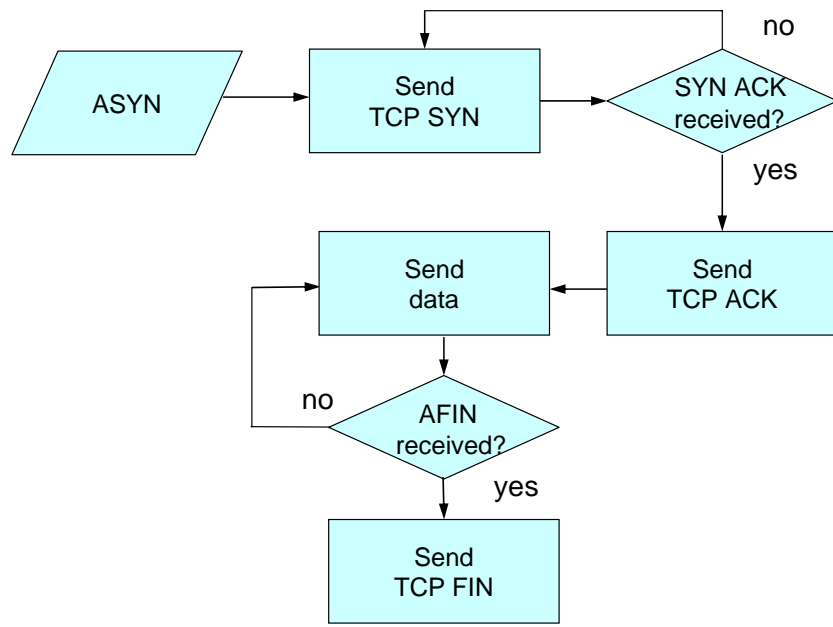 no
ASYN
Send
TCP SYN
SYN ACK
received?
yes
Send
data
Send
TCP ACK
no
AFIN
received?
yes
Send
TCP FIN